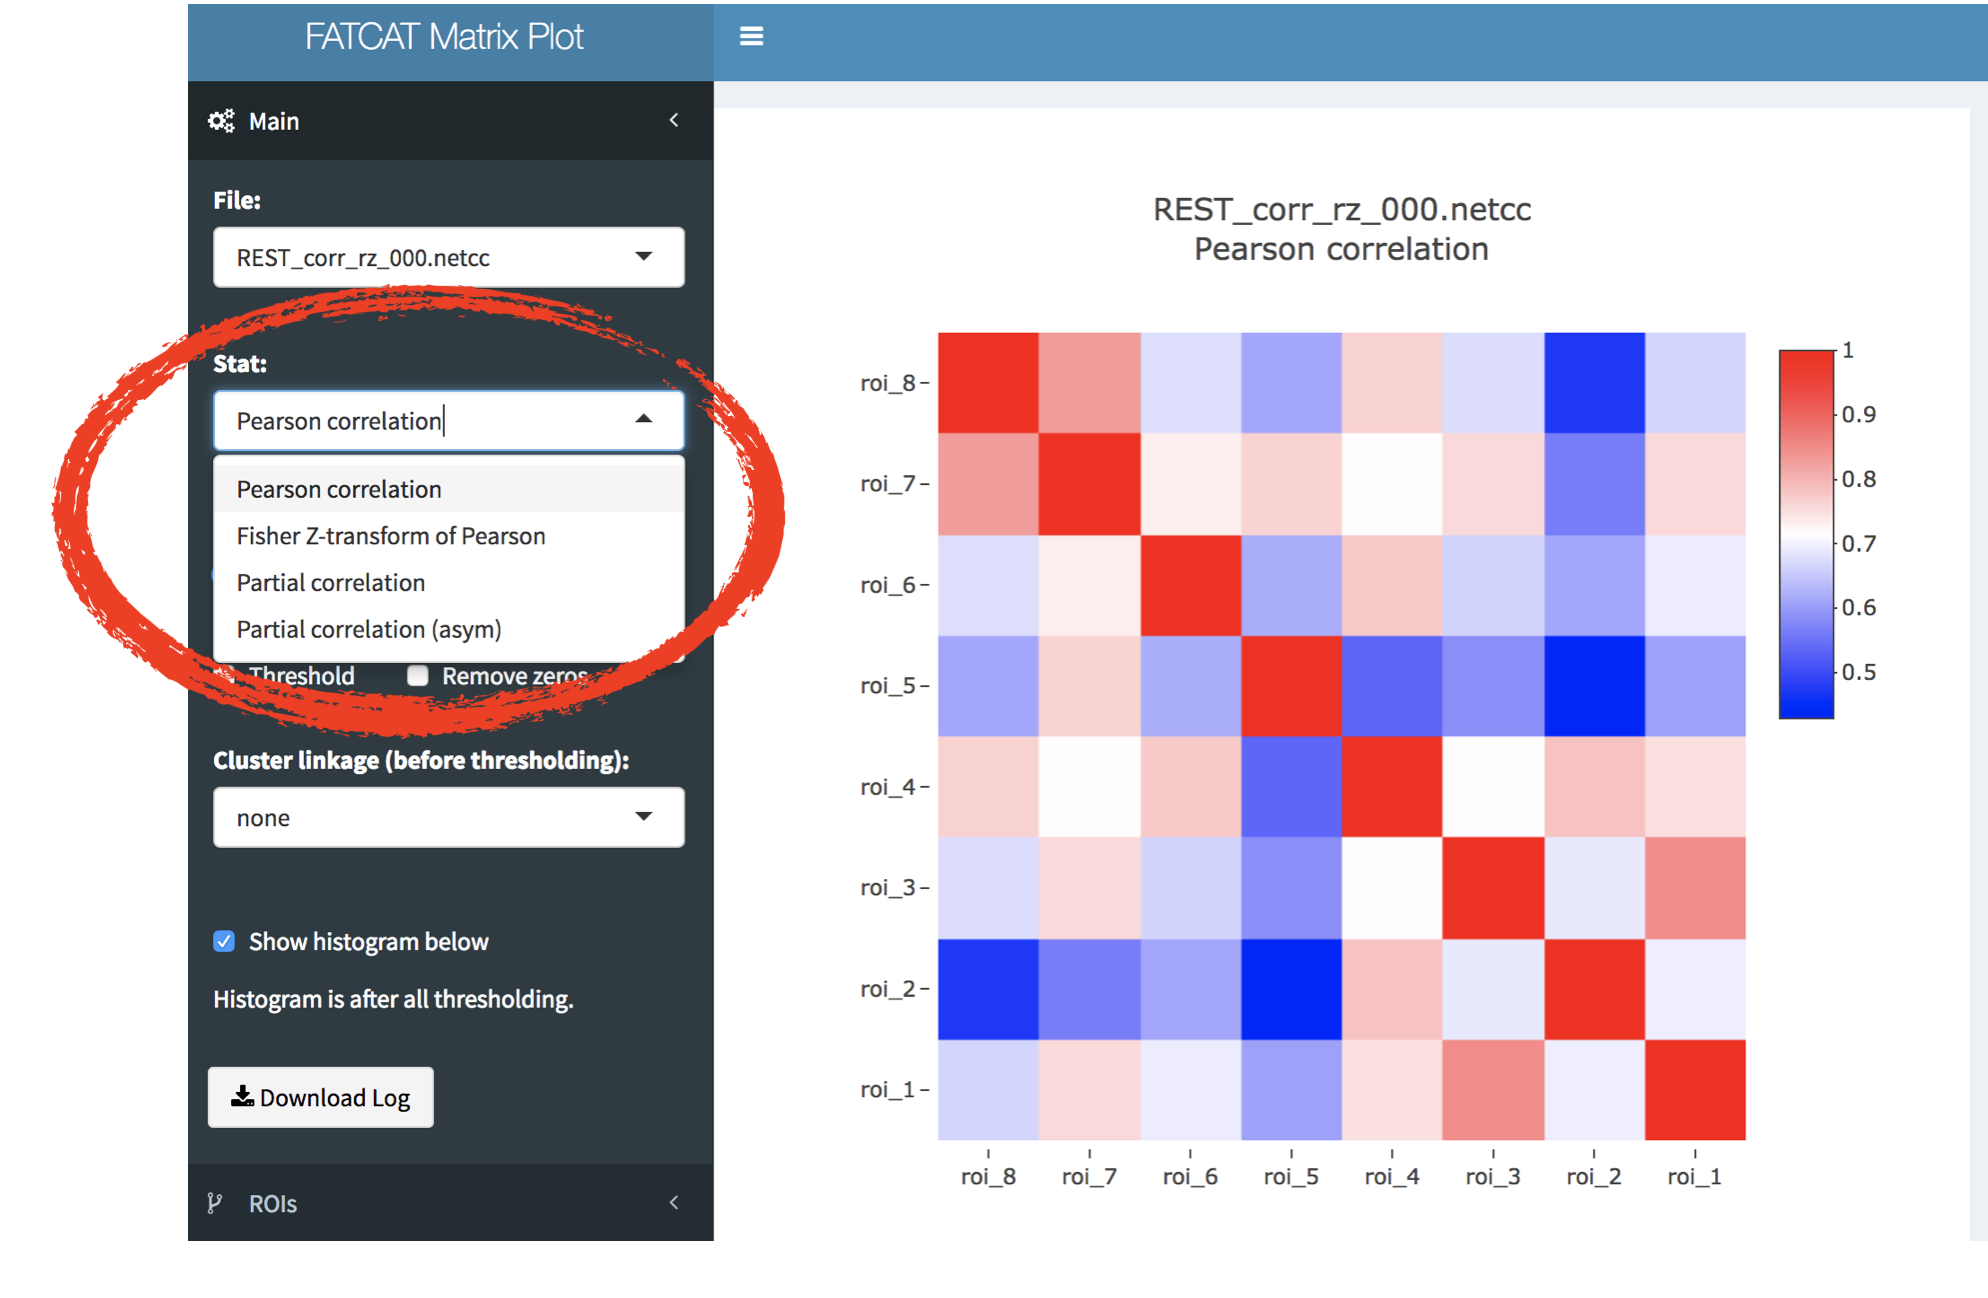 FATCAT Matrix Plot
Main
File:
REST_corr_rz_000.netcc
Stat:
Pearson correlation
Pearson correlation
Fisher Z-transform of Pearson
Partial correlation
Partial correlation (asym)
Threshold
Remove zeros
Cluster linkage (before thresholding):
none
Show histogram below
Histogram is after all thresholding.
Download Log
ROIs
REST_corr_rz_000.netcc
Pearson correlation
roi_8
roi_7
roi_6
roi_5
roi_4
roi_3
roi_2
roi_1
roi_8 roi_7 roi_6 roi_5 roi_4 roi_3 roi_2 roi_1
1
0.9
0.8
0.7
0.6
0.5